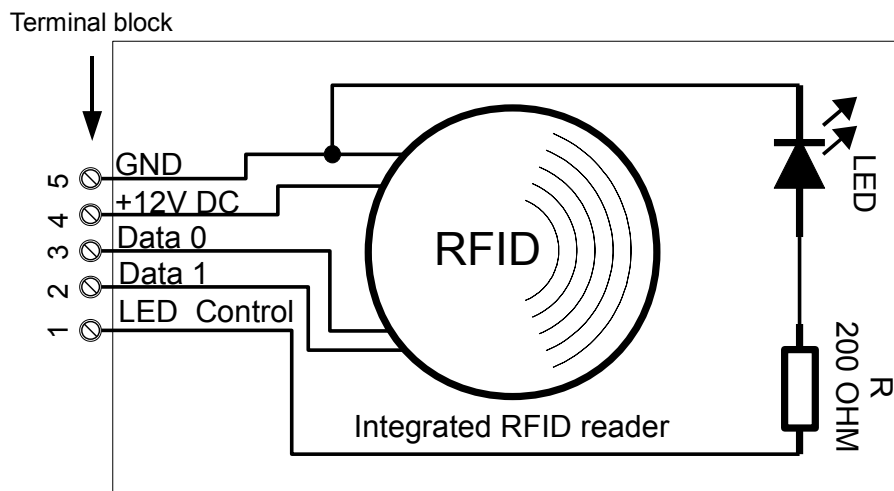 Terminal block
5 GND
4 +12V DC
3 Data 0
2 Data 1
1 LED Control
RFID
Integrated RFID reader
LED
R
200 OHM